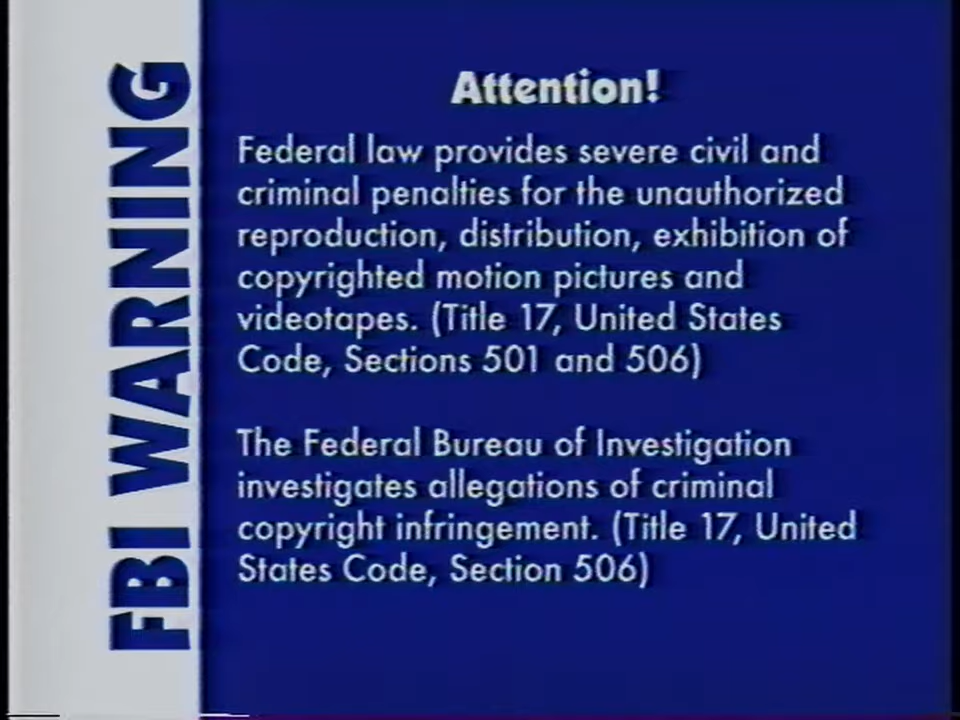 FBI WARNING
Attention!
Federal law provides severe civil and
criminal penalties for the unauthorized
reproduction, distribution, exhibition of
copyrighted motion pictures and
videotapes. (Title 17, United States
Code, Sections 501 and 506)
The Federal Bureau of Investigation
investigates allegations of criminal
copyright infringement. (Title 17, United
States Code, Section 506)